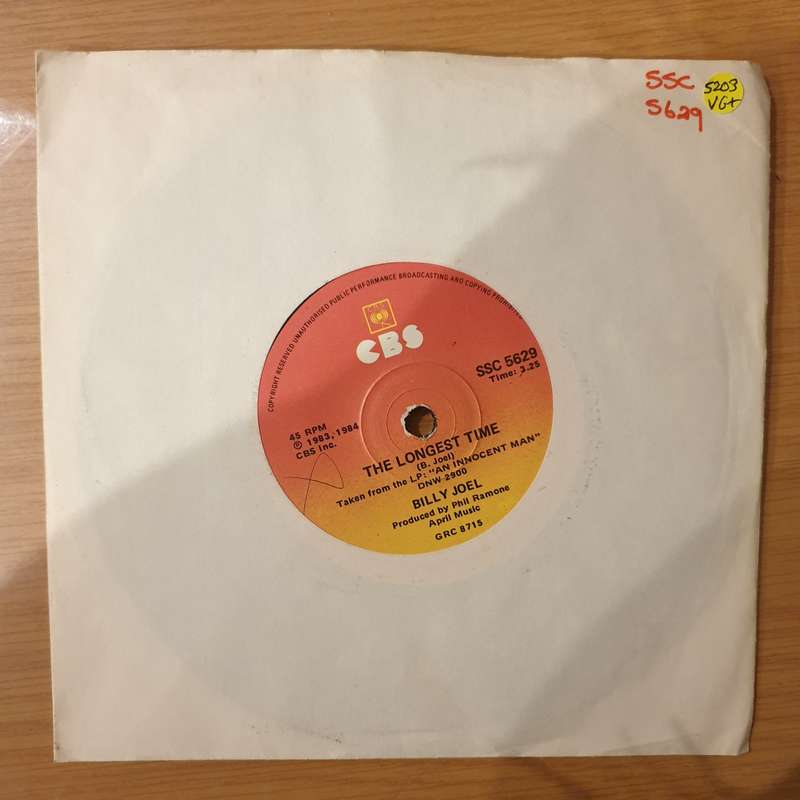 SSC
5629
5203
VG+
COPYRIGHT RESERVED UNAUTHORISED PUBLIC PERFORMANCE BROADCASTING AND COPYING PROHIBITED
CBS
SSC 5629
Time: 3.25
45 RPM
℗ 1983, 1984
CBS Inc.
THE LONGEST TIME
(B. Joel)
Taken from the LP: "AN INNOCENT MAN"
DNW 2900
BILLY JOEL
Produced by Phil Ramone
April Music
GRC 8715